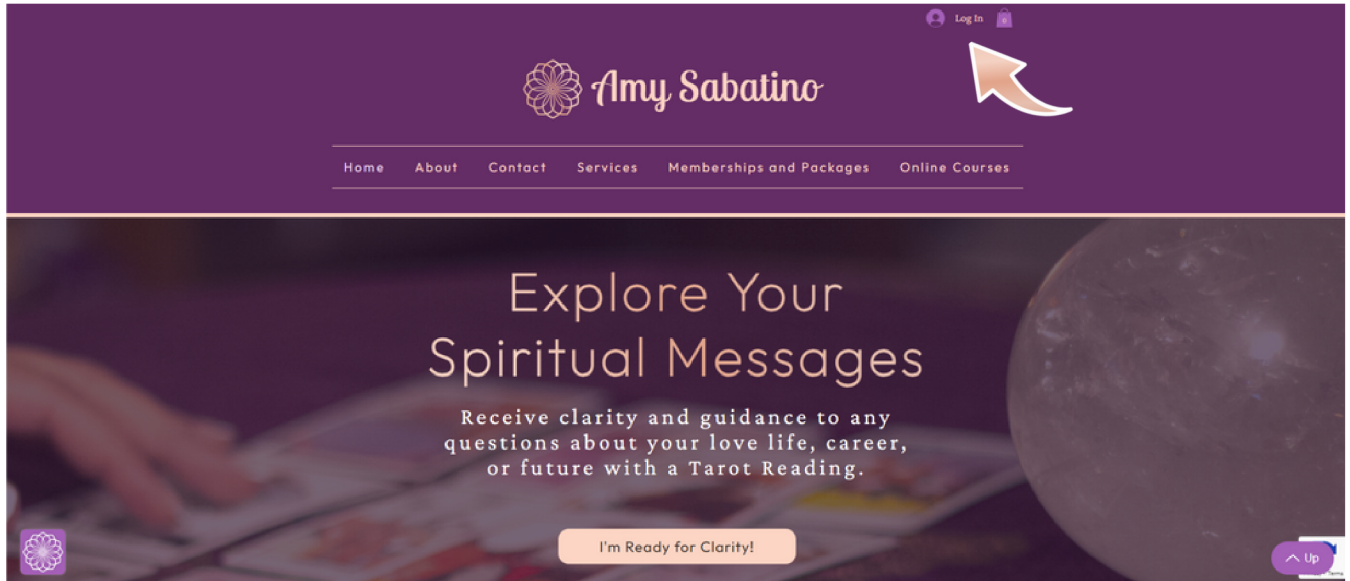 Log In
0
Amy Sabatino
Home About Contact Services Memberships and Packages Online Courses
Explore Your
Spiritual Messages
Receive clarity and guidance to any
questions about your love life, career,
or future with a Tarot Reading.
I'm Ready for Clarity!
Up
Terms